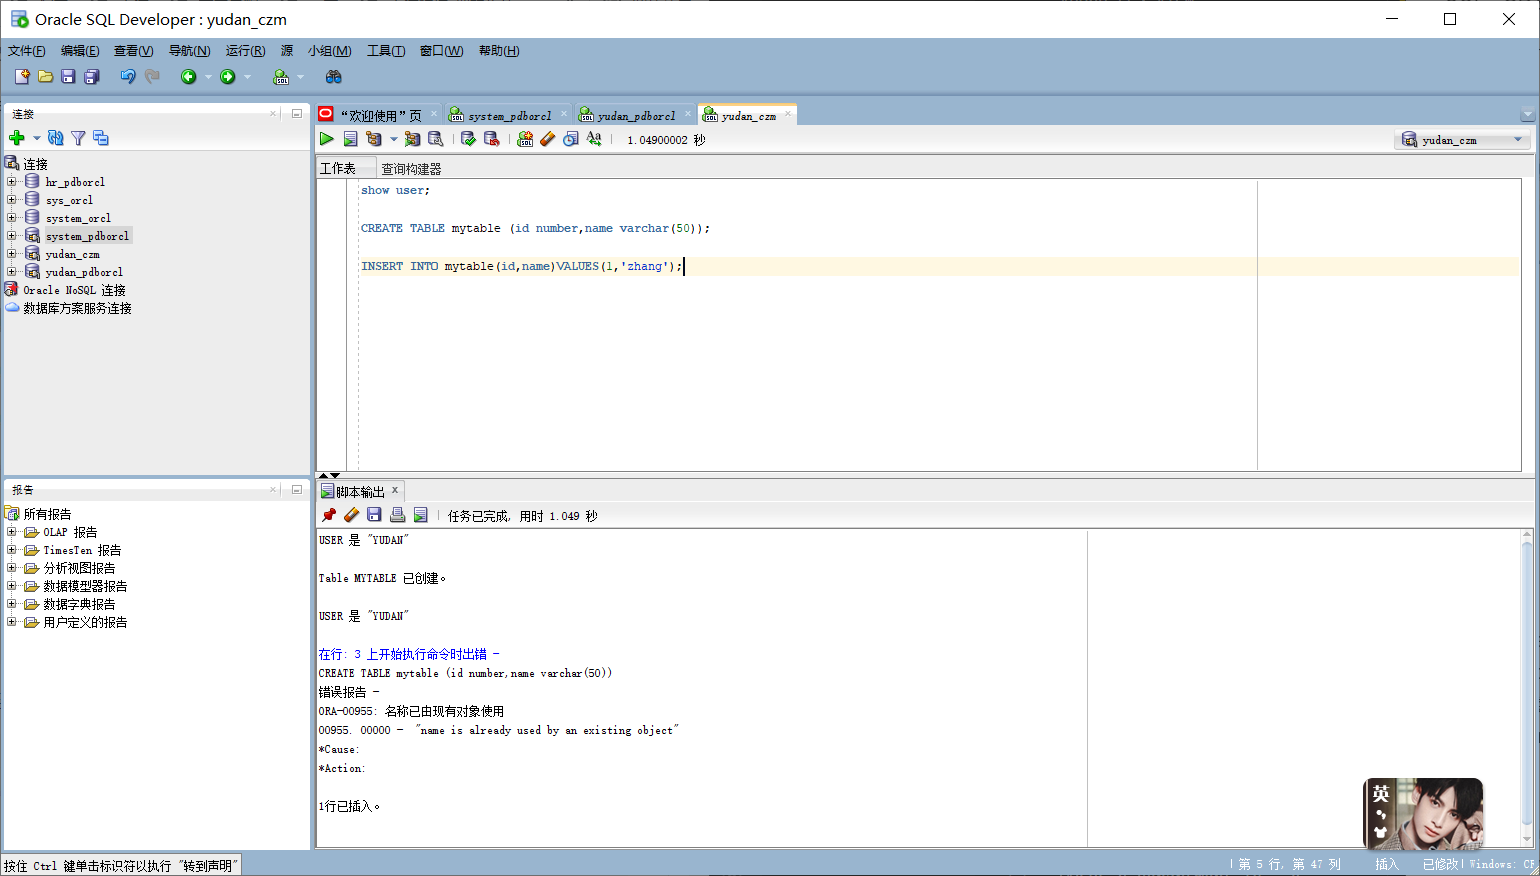 Oracle SQL Developer : yudan_czm
文件(F) 编辑(E) 查看(V) 导航(N) 运行(R) 源 小组(M) 工具(T) 窗口(W) 帮助(H)
连接
连接
hr_pdborcl
sys_orcl
system_orcl
system_pdborcl
yudan_czm
yudan_pdborcl
Oracle NoSQL 连接
数据库方案服务连接
报告
所有报告
OLAP 报告
TimesTen 报告
分析视图报告
数据模型器报告
数据字典报告
用户定义的报告
“欢迎使用”页 system_pdborcl yudan_pdborcl yudan_czm
1.04900002 秒 yudan_czm
工作表 查询构建器
show user;
CREATE TABLE mytable (id number,name varchar(50));
INSERT INTO mytable(id,name)VALUES(1,'zhang');
脚本输出
任务已完成, 用时 1.049 秒
USER 是 "YUDAN"
Table MYTABLE 已创建。
USER 是 "YUDAN"
在行: 3 上开始执行命令时出错 -
CREATE TABLE mytable (id number,name varchar(50))
错误报告 -
ORA-00955: 名称已由现有对象使用
00955. 00000 - "name is already used by an existing object"
*Cause:
*Action:
1行已插入。
英
按住 Ctrl 键单击标识符以执行 "转到声明"
第 5 行, 第 47 列 插入 已修改 Windows: CF